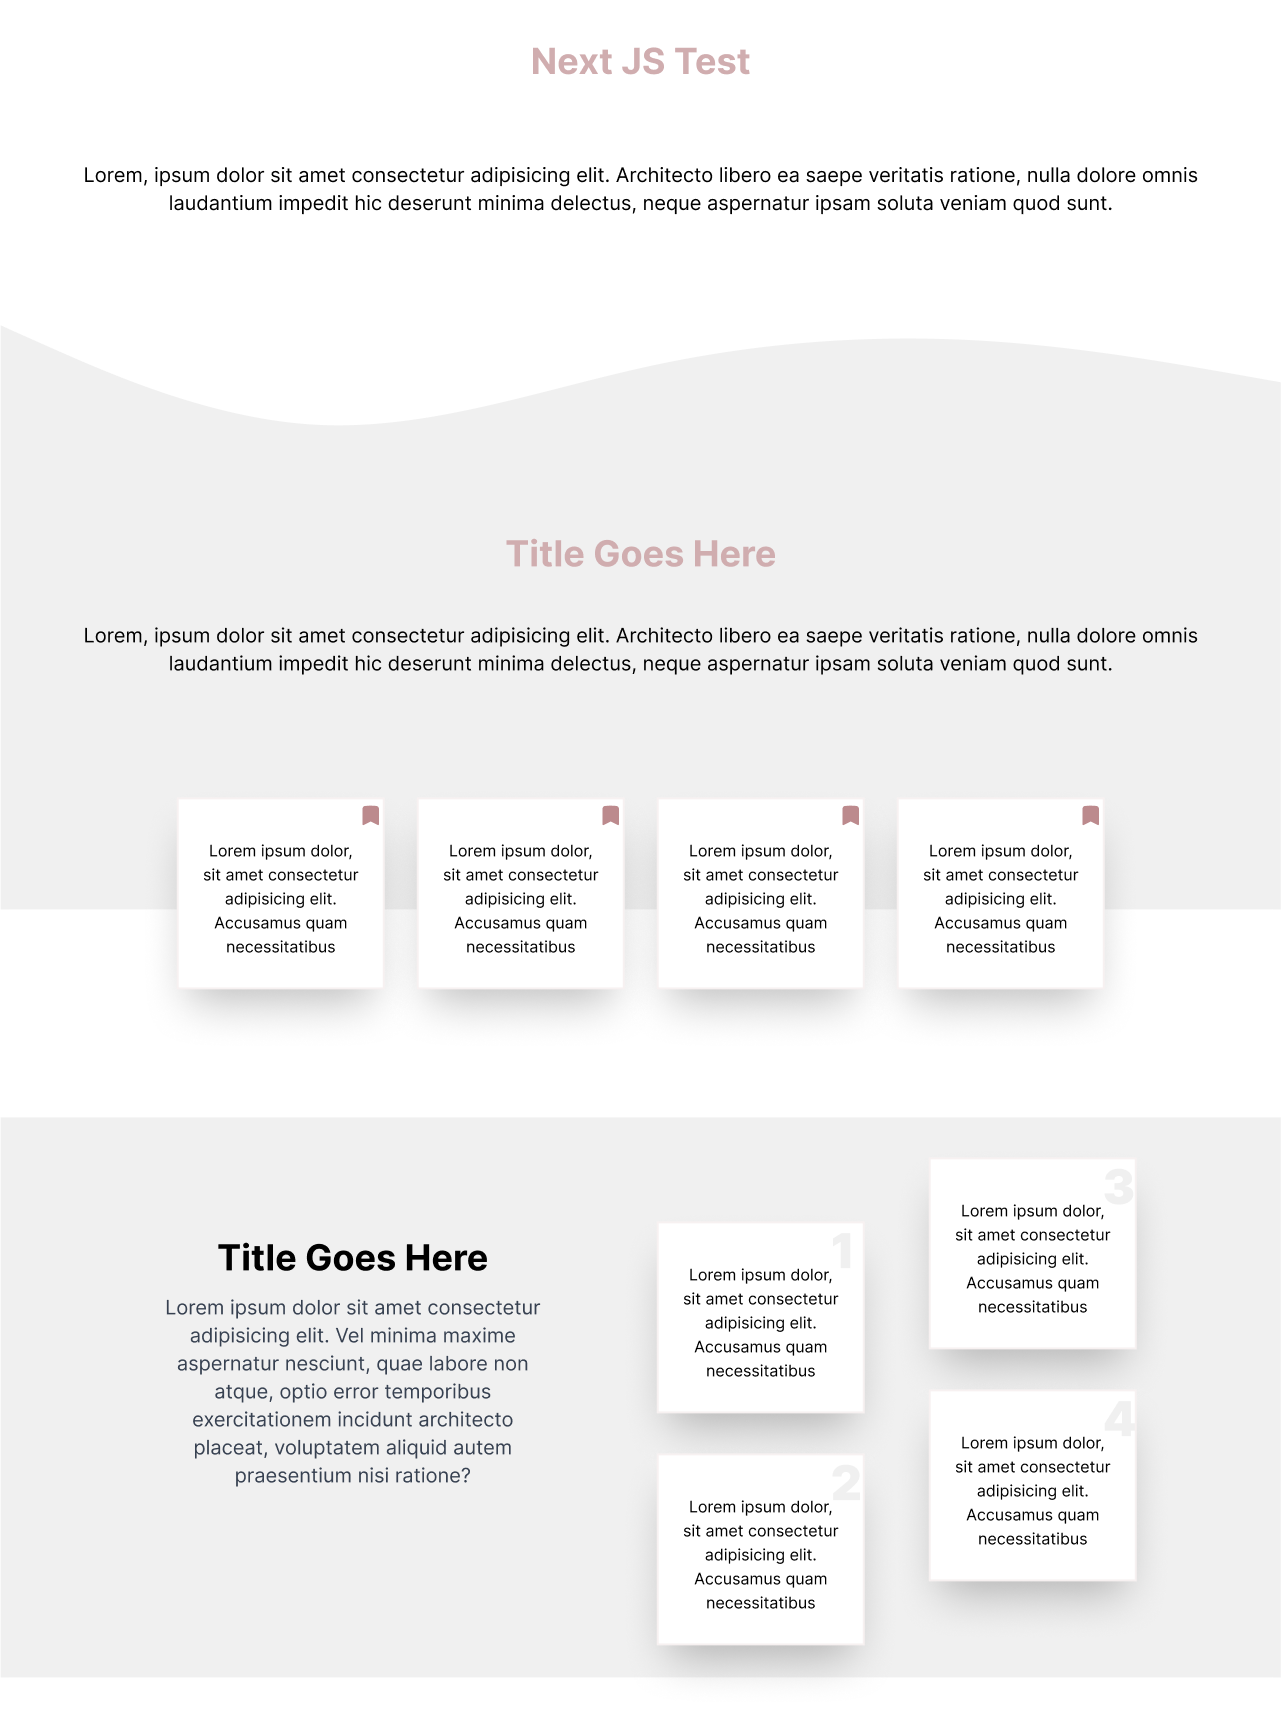 Next JS Test
Lorem, ipsum dolor sit amet consectetur adipisicing elit. Architecto libero ea saepe veritatis ratione, nulla dolore omnis
laudantium impedit hic deserunt minima delectus, neque aspernatur ipsam soluta veniam quod sunt.
Title Goes Here
Lorem, ipsum dolor sit amet consectetur adipisicing elit. Architecto libero ea saepe veritatis ratione, nulla dolore omnis
laudantium impedit hic deserunt minima delectus, neque aspernatur ipsam soluta veniam quod sunt.
Lorem ipsum dolor,
sit amet consectetur
adipisicing elit.
Accusamus quam
necessitatibus
Lorem ipsum dolor,
sit amet consectetur
adipisicing elit.
Accusamus quam
necessitatibus
Lorem ipsum dolor,
sit amet consectetur
adipisicing elit.
Accusamus quam
necessitatibus
Lorem ipsum dolor,
sit amet consectetur
adipisicing elit.
Accusamus quam
necessitatibus
Title Goes Here
Lorem ipsum dolor sit amet consectetur
adipisicing elit. Vel minima maxime
aspernatur nesciunt, quae labore non
atque, optio error temporibus
exercitationem incidunt architecto
placeat, voluptatem aliquid autem
praesentium nisi ratione?
1
Lorem ipsum dolor,
sit amet consectetur
adipisicing elit.
Accusamus quam
necessitatibus
2
Lorem ipsum dolor,
sit amet consectetur
adipisicing elit.
Accusamus quam
necessitatibus
3
Lorem ipsum dolor,
sit amet consectetur
adipisicing elit.
Accusamus quam
necessitatibus
4
Lorem ipsum dolor,
sit amet consectetur
adipisicing elit.
Accusamus quam
necessitatibus